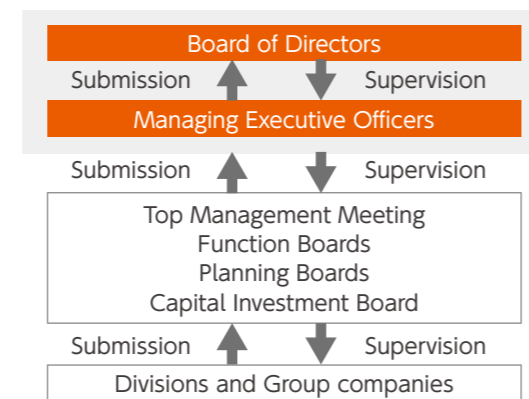 Board of Directors
Submission Supervision
Managing Executive Officers
Submission Supervision
Top Management Meeting
Function Boards
Planning Boards
Capital Investment Board
Submission Supervision
Divisions and Group companies